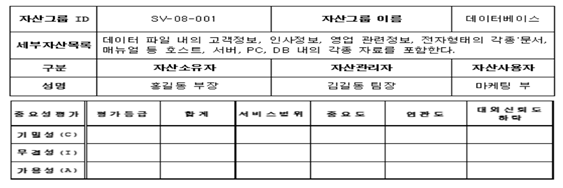 자산그룹 ID SV-08-001 자산그룹 이름 데이터베이스
세부자산목록 데이터 파일 내의 고객정보, 인사정보, 영업 관련정보, 전자형태의 각종문서,
매뉴얼 등 호스트, 서버, PC, DB 내의 각종 자료를 포함한다.
구분 자산소유자 자산관리자 자산사용자
성명 홍길동 부장 김길동 팀장 마케팅 부
중요성평가 평가등급 합계 서비스범위 중요도 연관도 대외신뢰도
하락
기밀성 (C)
무결성 (I)
가용성 (A)